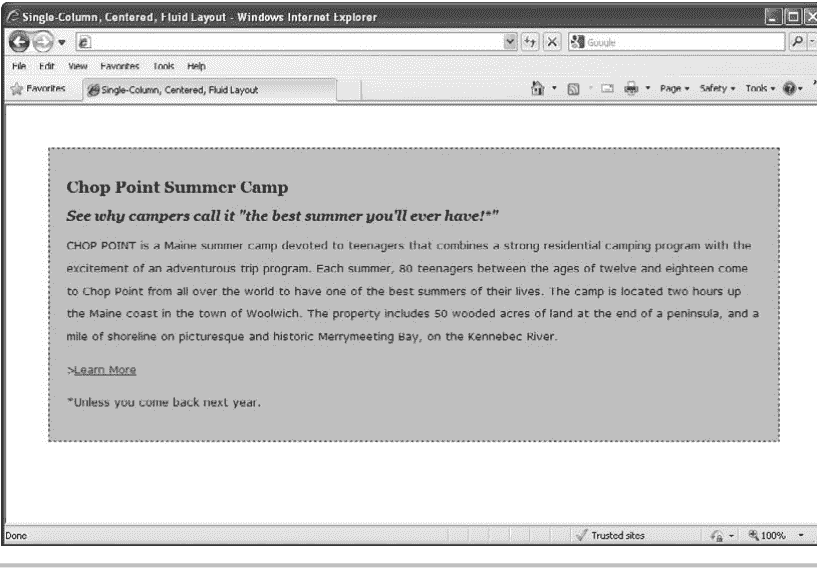 Single-Column, Centered, Fluid Layout - Windows Internet Explorer
Google
File Edit View Favorites Tools Help
Favorites Single-Column, Centered, Fluid Layout Page Safety Tools
Chop Point Summer Camp
See why campers call it "the best summer you'll ever have!*"
CHOP POINT is a Maine summer camp devoted to teenagers that combines a strong residential camping program with the
excitement of an adventurous trip program. Each summer, 80 teenagers between the ages of twelve and eighteen come
to Chop Point from all over the world to have one of the best summers of their lives. The camp is located two hours up
the Maine coast in the town of Woolwich. The property includes 50 wooded acres of land at the end of a peninsula, and a
mile of shoreline on picturesque and historic Merrymeeting Bay, on the Kennebec River.
>Learn More
*Unless you come back next year.
Done Trusted sites 100%